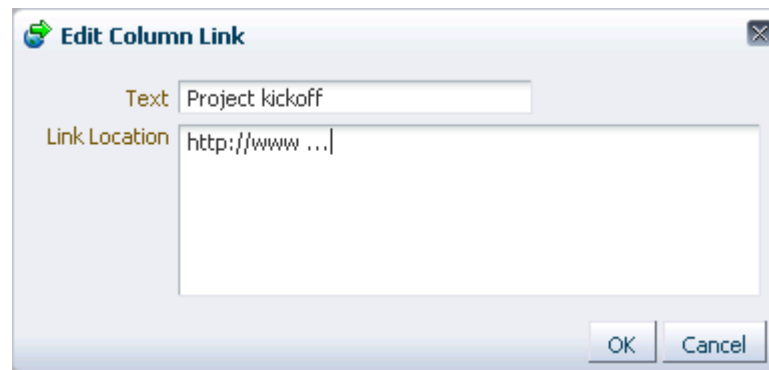 Edit Column Link
Text Project kickoff
Link Location http://www ...
OK Cancel